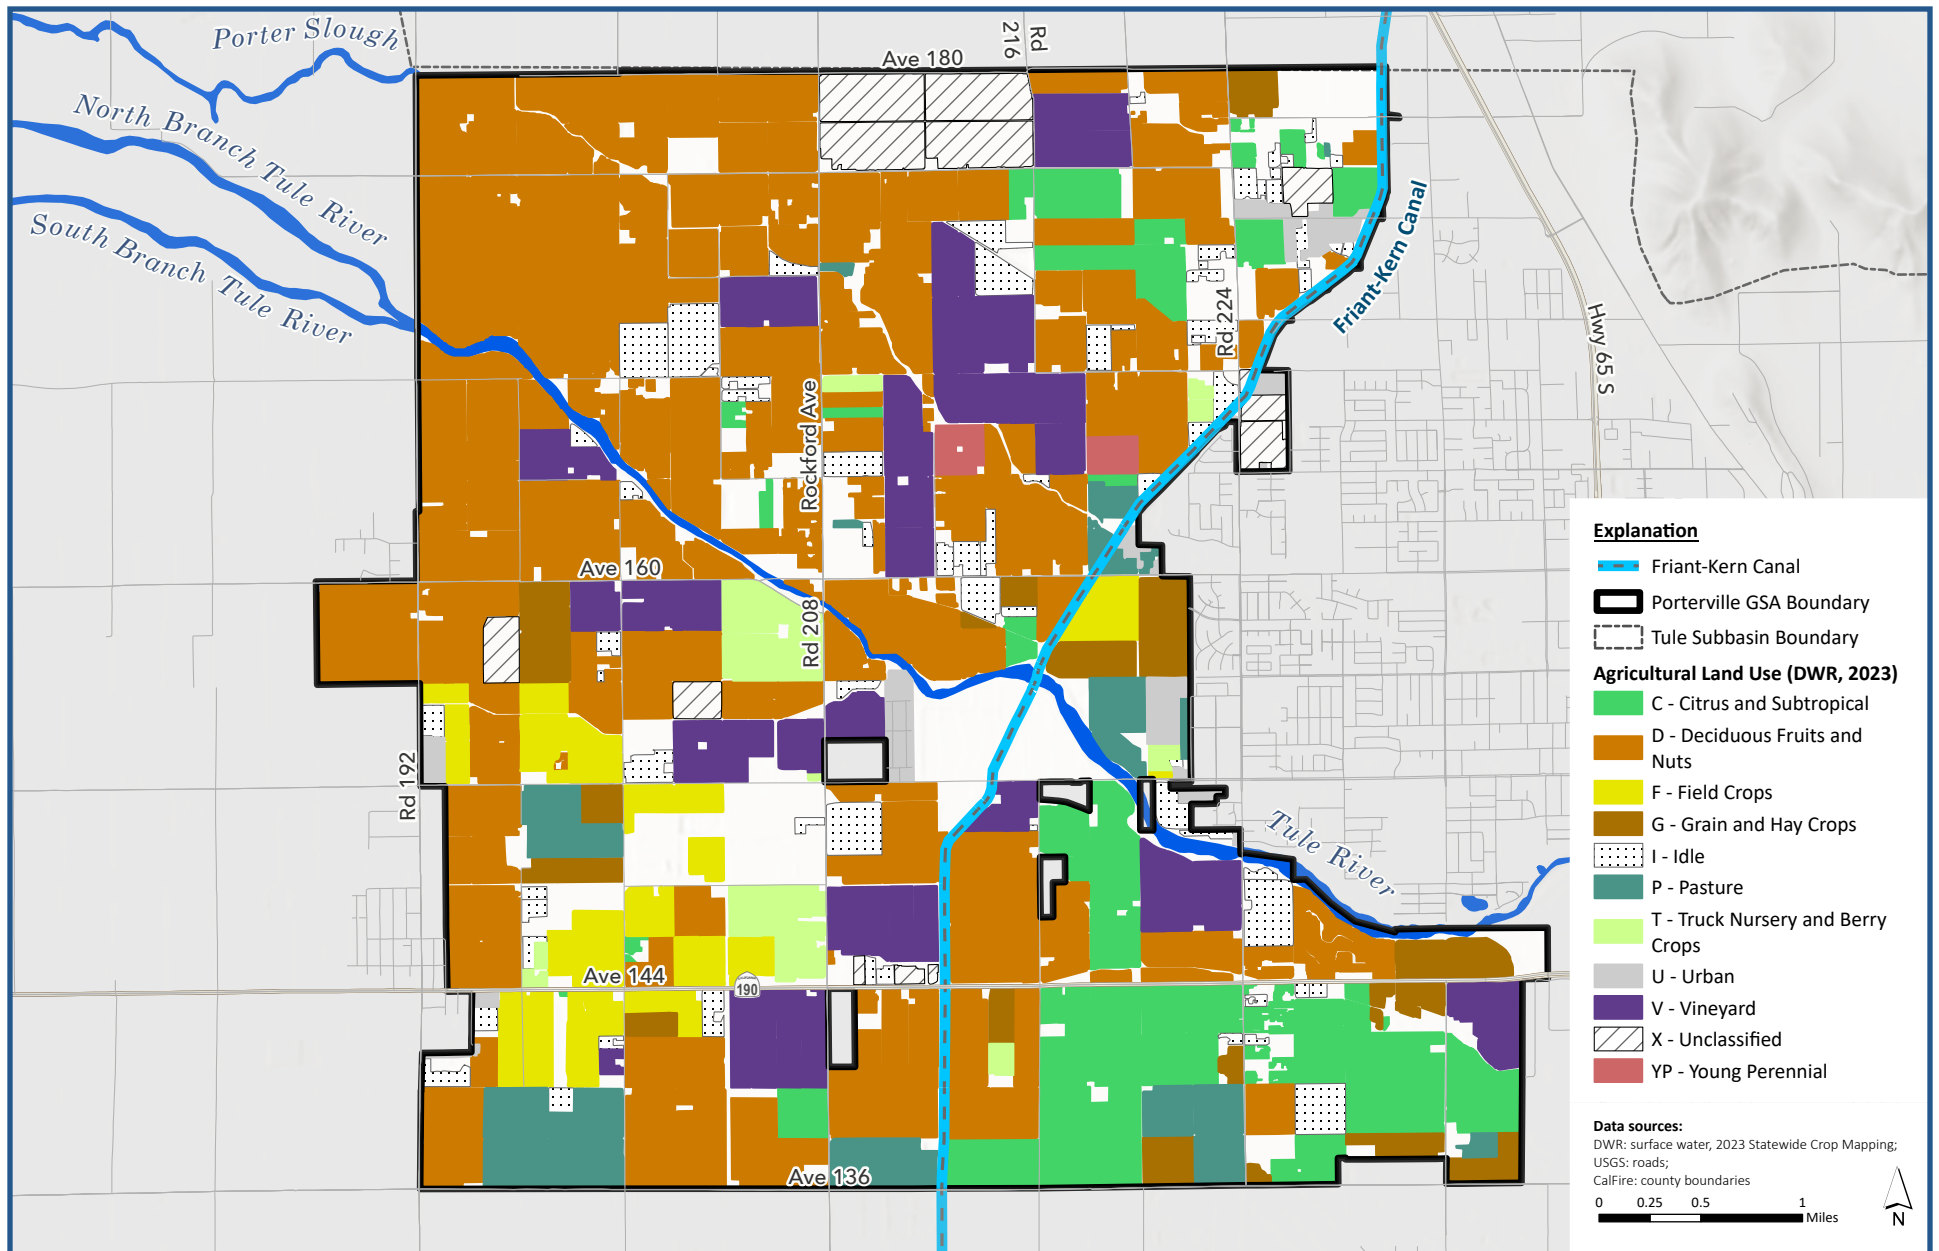 Porter Slough
North Branch Tule River
South Branch Tule River
Ave 180
Rd
216
Friant-Kern Canal
Hwy 65 S
Rd 224
Rockford Ave
Ave 160
Rd 208
Rd 192
Tule River
Ave 144
CALIFORNIA
190
Ave 136
Explanation
Friant-Kern Canal
Porterville GSA Boundary
Tule Subbasin Boundary
Agricultural Land Use (DWR, 2023)
C - Citrus and Subtropical
D - Deciduous Fruits and
Nuts
F - Field Crops
G - Grain and Hay Crops
I - Idle
P - Pasture
T - Truck Nursery and Berry
Crops
U - Urban
V - Vineyard
X - Unclassified
YP - Young Perennial
Data sources:
DWR: surface water, 2023 Statewide Crop Mapping;
USGS: roads;
CalFire: county boundaries
0 0.25 0.5 1
Miles
N